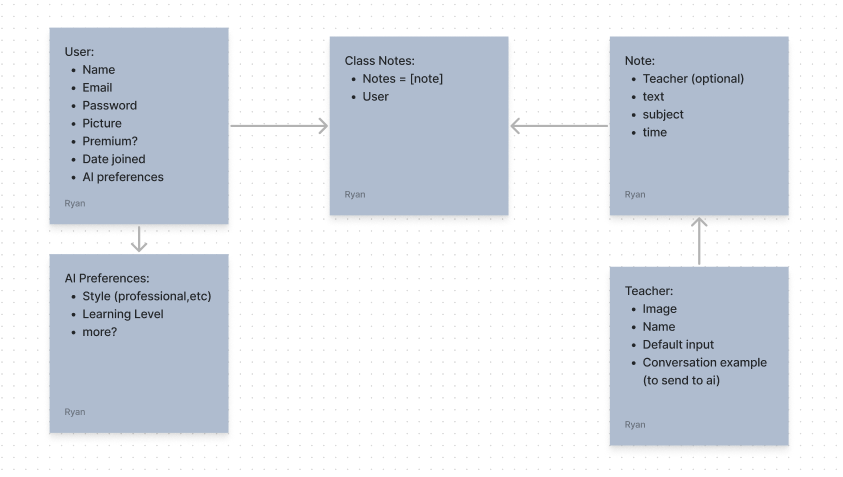 User:
• Name
• Email
• Password
• Picture
• Premium?
• Date joined
• AI preferences
Ryan
Class Notes:
• Notes = [note]
• User
Ryan
Note:
• Teacher (optional)
• text
• subject
• time
Ryan
AI Preferences:
• Style (professional,etc)
• Learning Level
• more?
Ryan
Teacher:
• Image
• Name
• Default input
• Conversation example
(to send to ai)
Ryan